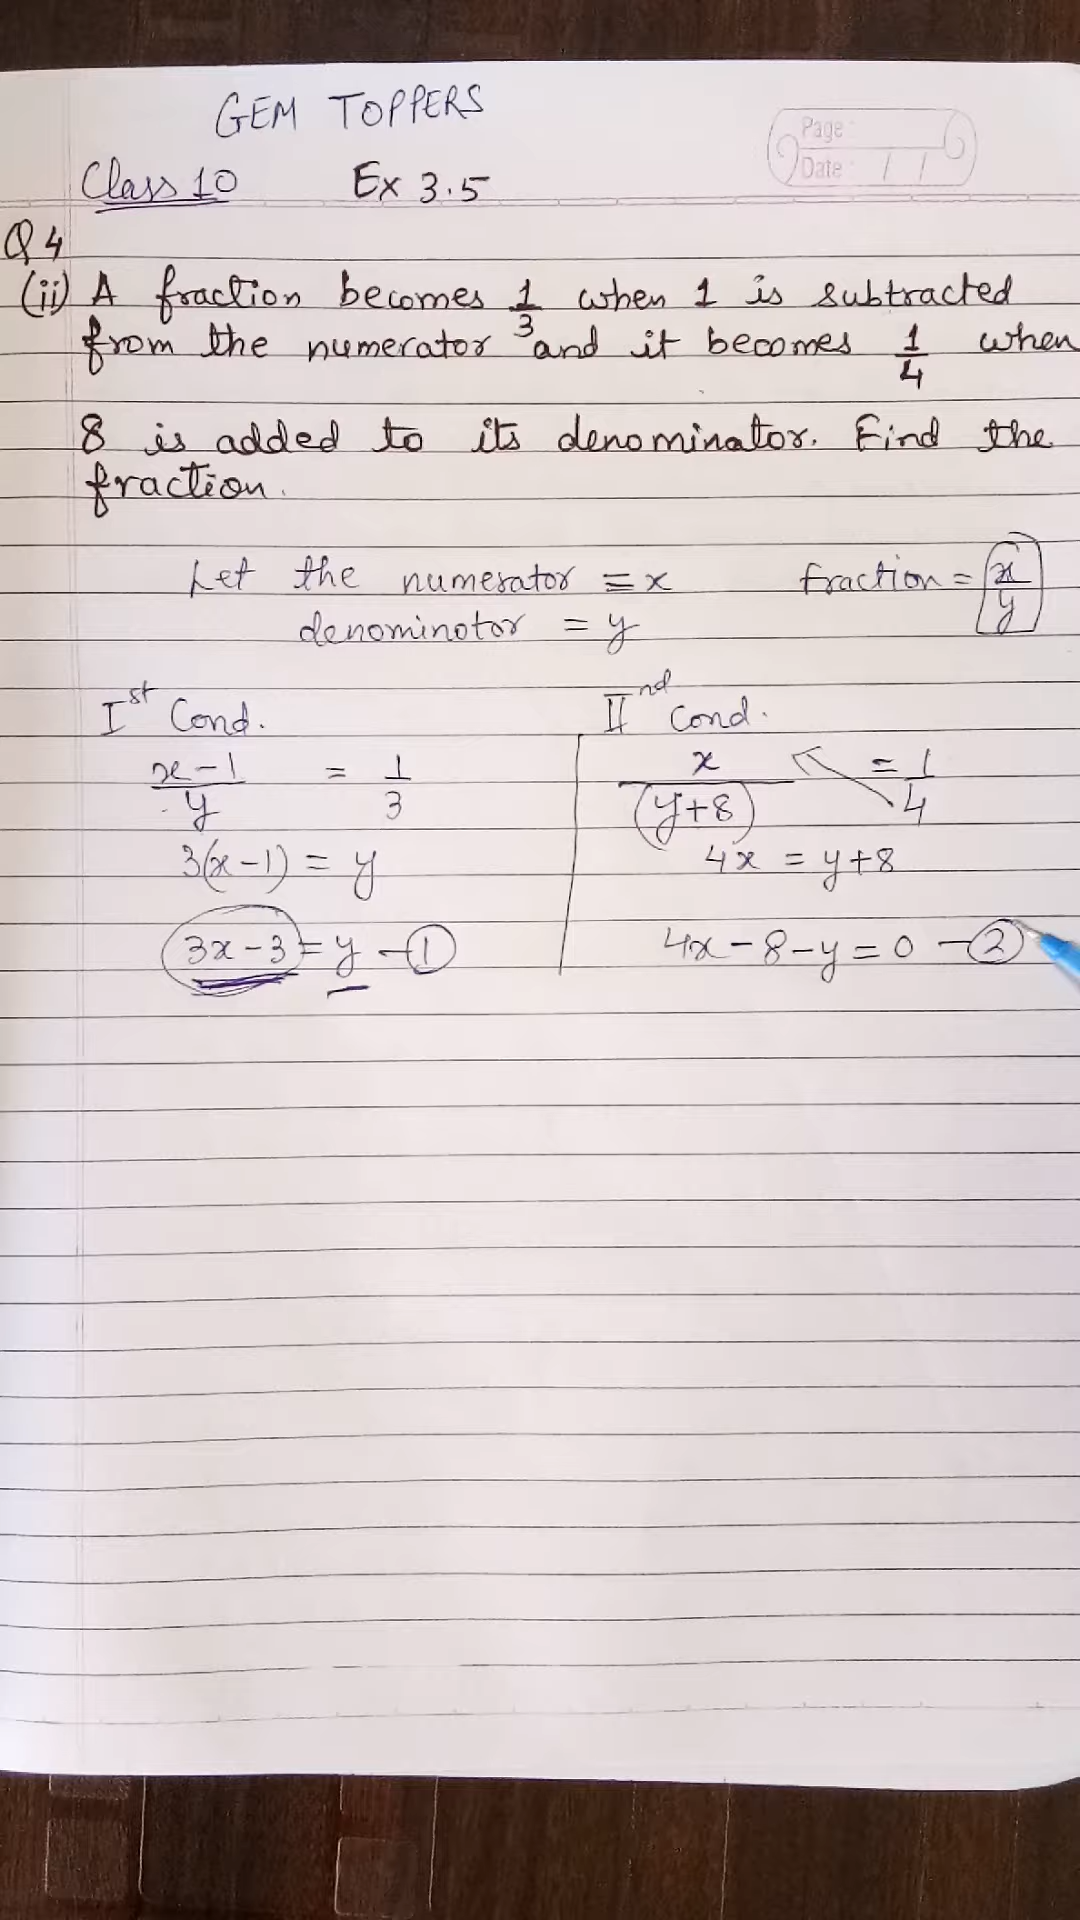 GEM TOPPERS
Page :
Date : / /
Class 10 Ex 3.5
Q 4
(ii) A fraction becomes 1/3 when 1 is subtracted
from the numerator and it becomes 1/4 when
8 is added to its denominator. Find the
fraction.
Let the numerator = x fraction = x/y
denominotor = y
Ist Cond. IInd Cond.
(x-1)/y = 1/3 x/(y+8) = 1/4
3(x-1) = y 4x = y+8
3x-3 = y -① 4x-8-y=0 -②